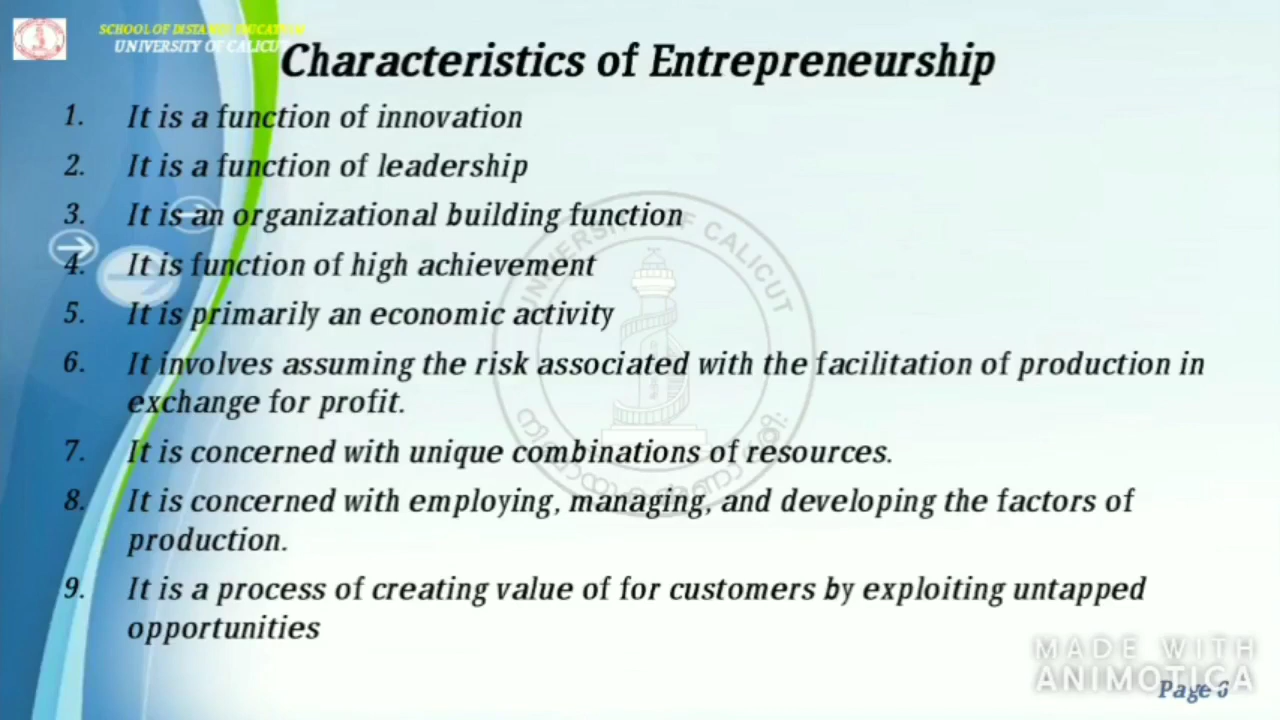 SCHOOL OF DISTANCE EDUCATION
UNIVERSITY OF CALICUT
Characteristics of Entrepreneurship
1. It is a function of innovation
2. It is a function of leadership
3. It is an organizational building function
4. It is function of high achievement
5. It is primarily an economic activity
6. It involves assuming the risk associated with the facilitation of production in
exchange for profit.
7. It is concerned with unique combinations of resources.
8. It is concerned with employing, managing, and developing the factors of
production.
9. It is a process of creating value of for customers by exploiting untapped
opportunities
UNIVERSITY OF CALICUT
MADE WITH
ANIMOTICA
Page 6